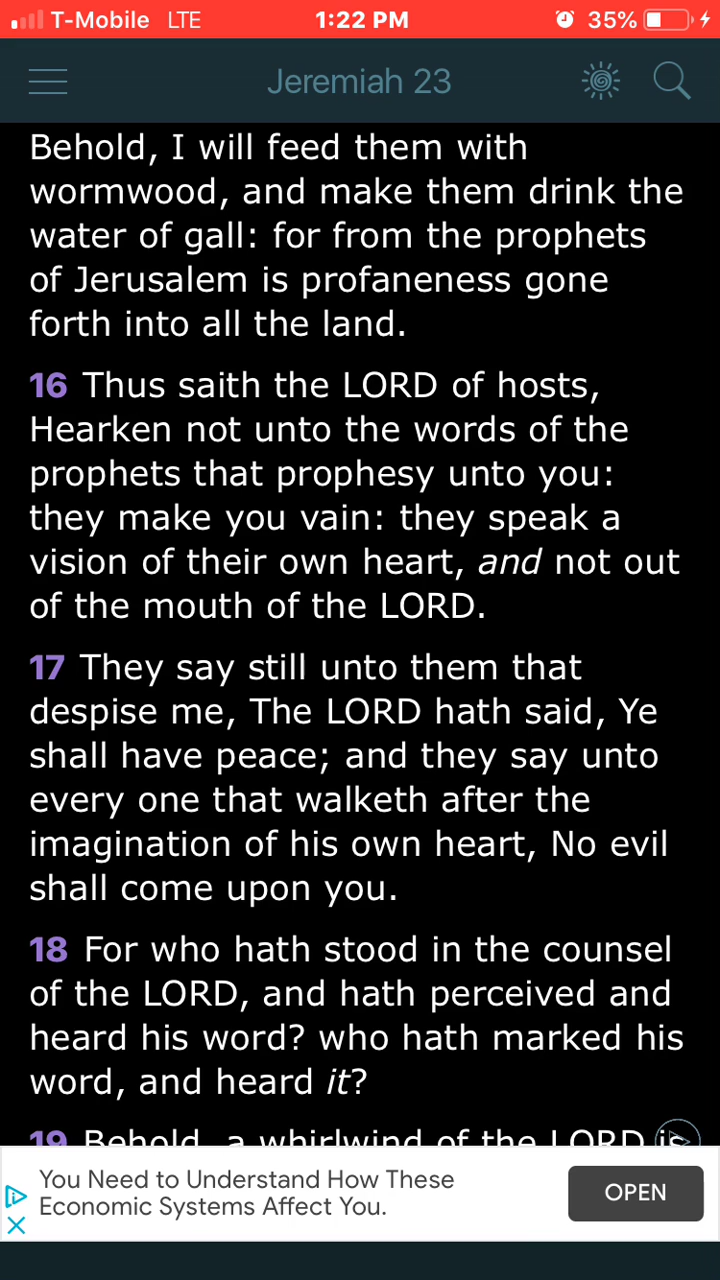 T-Mobile LTE 1:22 PM 35%
Jeremiah 23
Behold, I will feed them with
wormwood, and make them drink the
water of gall: for from the prophets
of Jerusalem is profaneness gone
forth into all the land.
16 Thus saith the LORD of hosts,
Hearken not unto the words of the
prophets that prophesy unto you:
they make you vain: they speak a
vision of their own heart, and not out
of the mouth of the LORD.
17 They say still unto them that
despise me, The LORD hath said, Ye
shall have peace; and they say unto
every one that walketh after the
imagination of his own heart, No evil
shall come upon you.
18 For who hath stood in the counsel
of the LORD, and hath perceived and
heard his word? who hath marked his
word, and heard it?
19 Behold, a whirlwind of the LORD is
You Need to Understand How These
Economic Systems Affect You.
OPEN